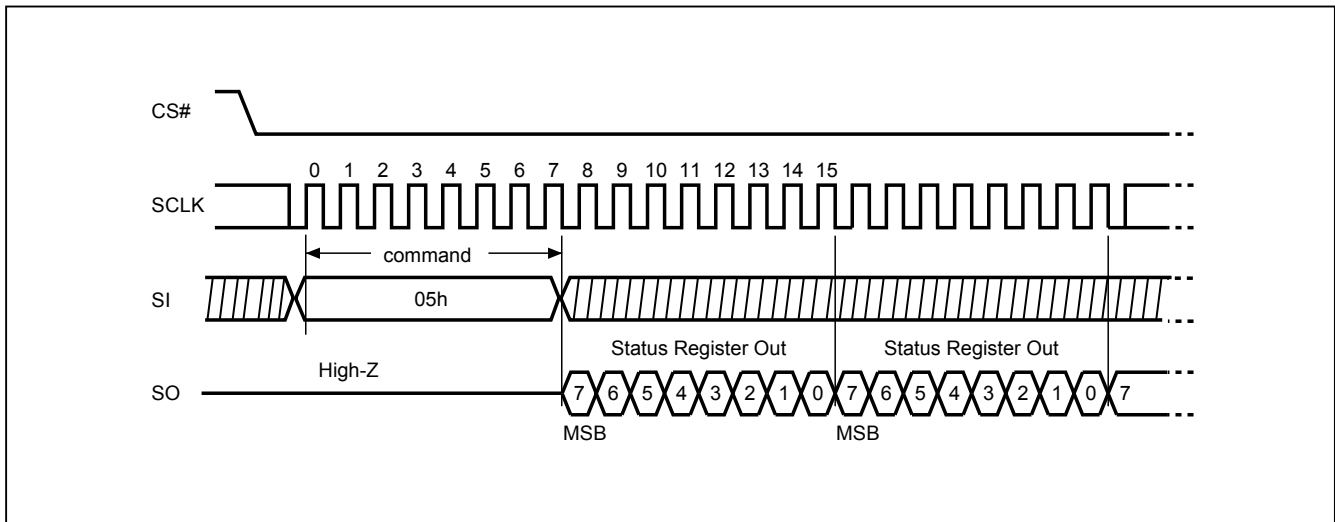 CS#
0 1 2 3 4 5 6 7 8 9 10 11 12 13 14 15
SCLK
command
SI
05h
Status Register Out Status Register Out
High-Z
SO
7 6 5 4 3 2 1 0 7 6 5 4 3 2 1 0 7
MSB MSB